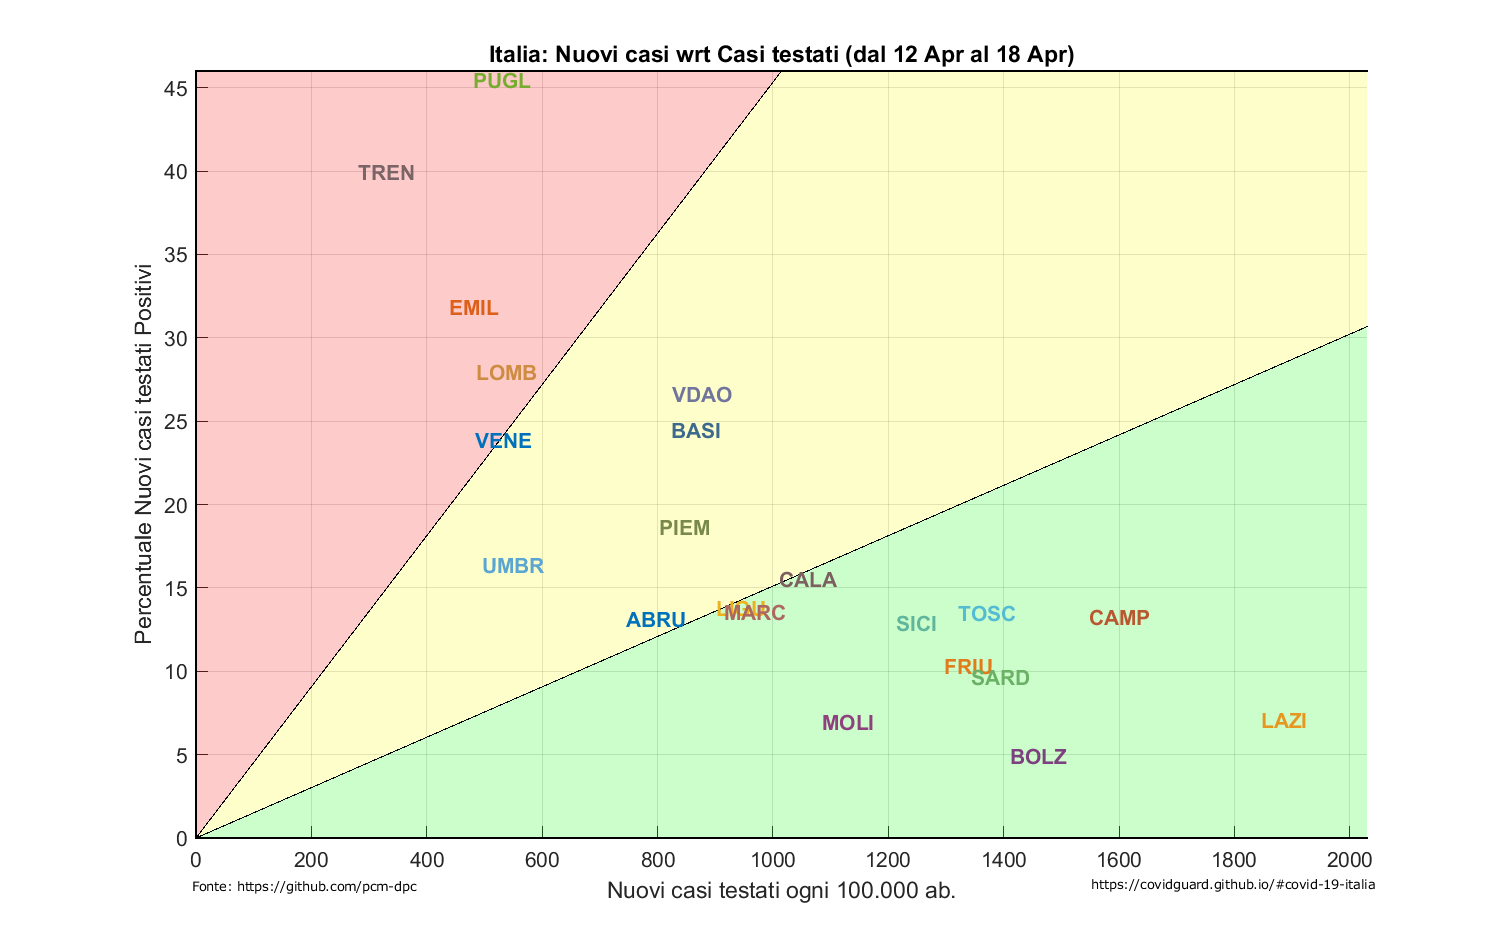 Italia: Nuovi casi wrt Casi testati (dal 12 Apr al 18 Apr)
PUGL
45
TREN
40
35
EMIL
30
LOMB
VDAO
25
BASI
VENE
20
PIEM
UMBR
15
CALA
LIGU
MARC
TOSC
CAMP
ABRU
SICI
10
FRIU
SARD
MOLI
LAZI
5
BOLZ
0
Percentuale Nuovi casi testati Positivi
0 200 400 600 800 1000 1200 1400 1600 1800 2000
Nuovi casi testati ogni 100.000 ab.
Fonte: https://github.com/pcm-dpc
https://covidguard.github.io/#covid-19-italia